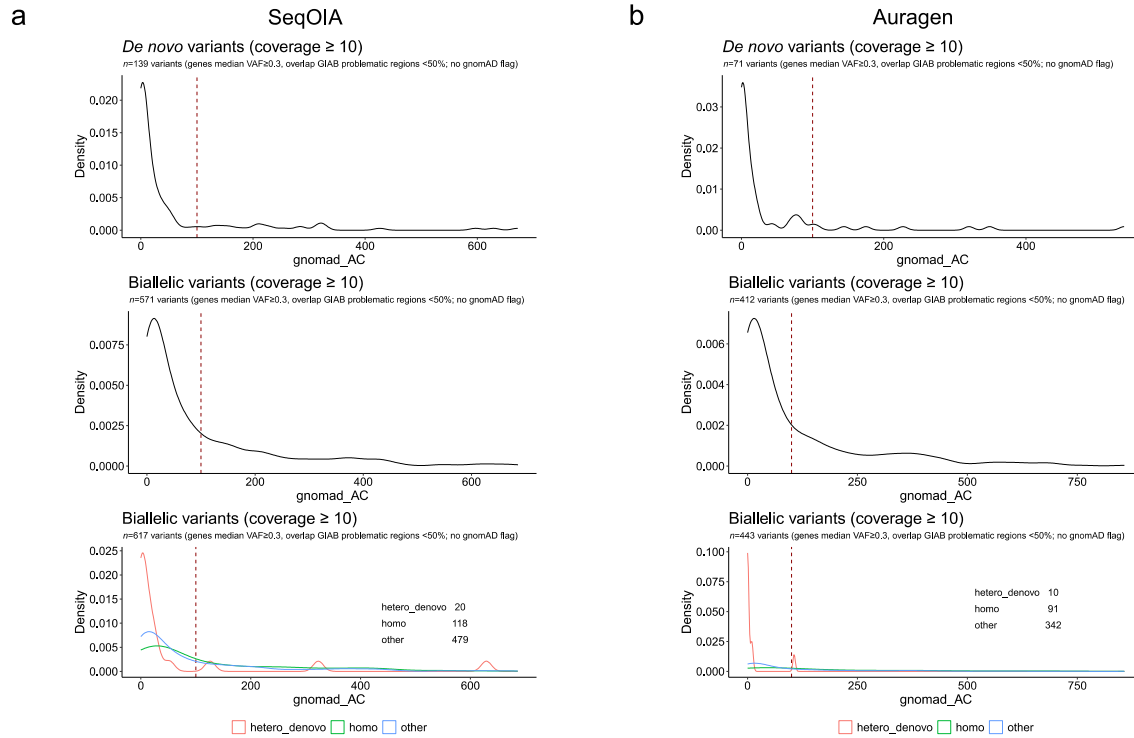 a
SeqOIA
De novo variants (coverage ≥ 10)
n=139 variants (genes median VAF≥0.3, overlap GIAB problematic regions <50%; no gnomAD flag)
0.020
0.015
0.010
0.005
0.000
Density
0 200 400 600
gnomad_AC
Biallelic variants (coverage ≥ 10)
n=571 variants (genes median VAF≥0.3, overlap GIAB problematic regions <50%; no gnomAD flag)
0.0075
0.0050
0.0025
0.0000
Density
0 200 400 600
gnomad_AC
Biallelic variants (coverage ≥ 10)
n=617 variants (genes median VAF≥0.3, overlap GIAB problematic regions <50%; no gnomAD flag)
0.025
0.020
0.015
0.010
0.005
0.000
Density
hetero_denovo 20
homo 118
other 479
0 200 400 600
gnomad_AC
hetero_denovo homo other
b
Auragen
De novo variants (coverage ≥ 10)
n=71 variants (genes median VAF≥0.3, overlap GIAB problematic regions <50%; no gnomAD flag)
0.03
0.02
0.01
0.00
Density
0 200 400
gnomad_AC
Biallelic variants (coverage ≥ 10)
n=412 variants (genes median VAF≥0.3, overlap GIAB problematic regions <50%; no gnomAD flag)
0.006
0.004
0.002
0.000
Density
0 250 500 750
gnomad_AC
Biallelic variants (coverage ≥ 10)
n=443 variants (genes median VAF≥0.3, overlap GIAB problematic regions <50%; no gnomAD flag)
0.100
0.075
0.050
0.025
0.000
Density
hetero_denovo 10
homo 91
other 342
0 250 500 750
gnomad_AC
hetero_denovo homo other